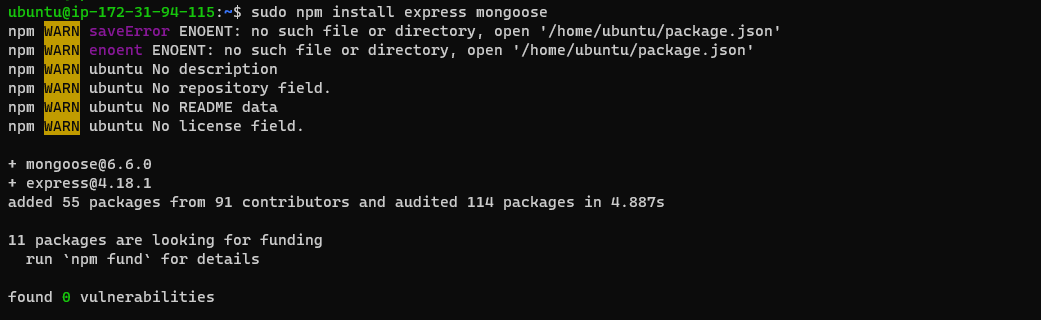 ubuntu@ip-172-31-94-115:~$ sudo npm install express mongoose
npm WARN saveError ENOENT: no such file or directory, open '/home/ubuntu/package.json'
npm WARN enoent ENOENT: no such file or directory, open '/home/ubuntu/package.json'
npm WARN ubuntu No description
npm WARN ubuntu No repository field.
npm WARN ubuntu No README data
npm WARN ubuntu No license field.
+ mongoose@6.6.0
+ express@4.18.1
added 55 packages from 91 contributors and audited 114 packages in 4.887s
11 packages are looking for funding
run `npm fund` for details
found 0 vulnerabilities